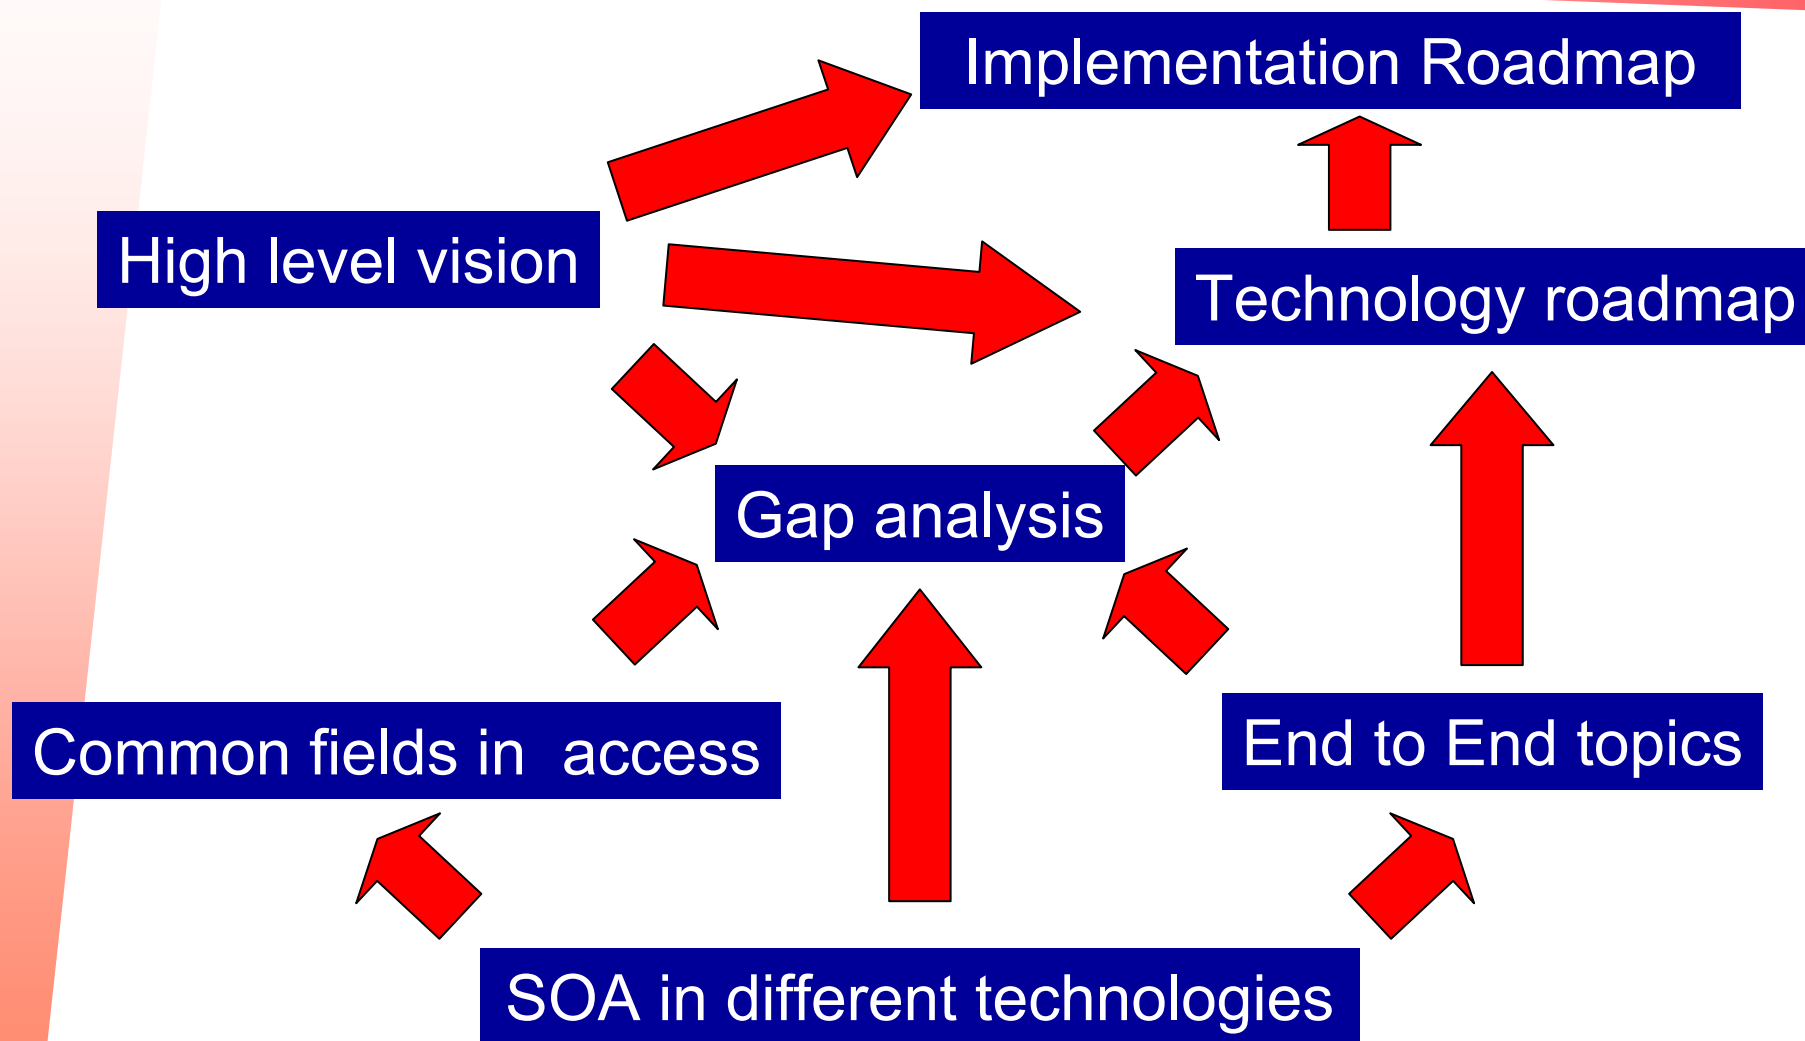 Implementation Roadmap
High level vision
Technology roadmap
Gap analysis
Common fields in  access
End to End topics
SOA in different technologies